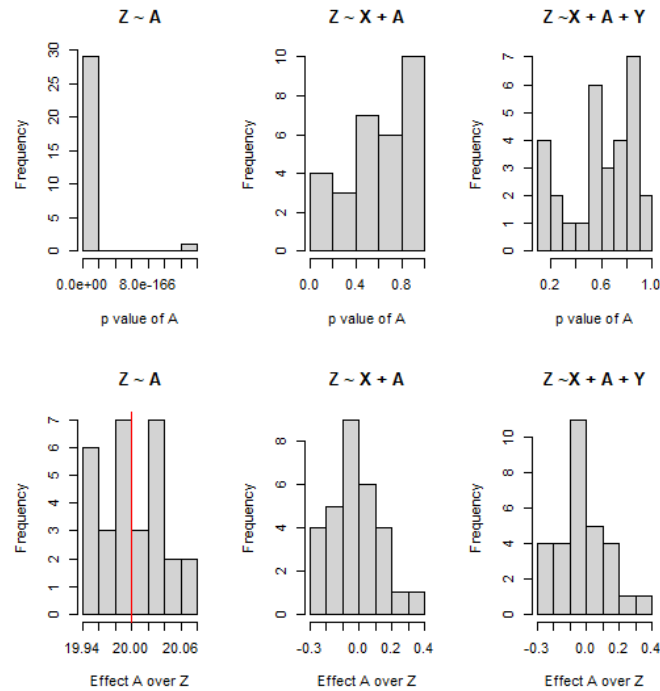 Z ~ A
Z ~ X + A
Z ~X + A + Y
Frequency
0 5 10 15 20 25 30
0.0e+00 8.0e-166
p value of A
Frequency
0 2 4 6 8 10
0.0 0.4 0.8
p value of A
Frequency
0 1 2 3 4 5 6 7
0.2 0.6 1.0
p value of A
Z ~ A
Z ~ X + A
Z ~X + A + Y
Frequency
0 1 2 3 4 5 6 7
19.94 20.00 20.06
Effect A over Z
Frequency
0 2 4 6 8
-0.3 0.0 0.2 0.4
Effect A over Z
Frequency
0 2 4 6 8 10
-0.3 0.0 0.2 0.4
Effect A over Z